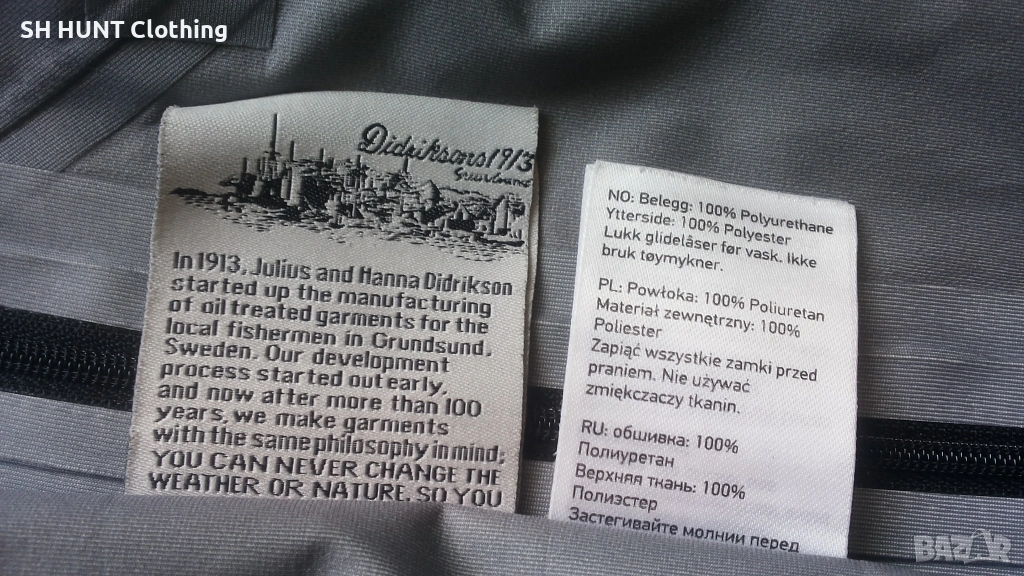 SH HUNT Clothing
Didriksons1913
Grundsund
In 1913, Julius and Hanna Didrikson
started up the manufacturing
of oil treated garments for the
local fishermen in Grundsund,
Sweden. Our development
process started out early,
and now after more than 100
years, we make garments
with the same philosophy in mind;
YOU CAN NEVER CHANGE THE
WEATHER OR NATURE, SO YOU
NO: Belegg: 100% Polyurethane
Ytterside: 100% Polyester
Lukk glidelåser før vask. Ikke
bruk tøymykner.
PL: Powłoka: 100% Poliuretan
Materiał zewnętrzny: 100%
Poliester
Zapiąć wszystkie zamki przed
praniem. Nie używać
zmiękczaczy tkanin.
RU: обшивка: 100%
Полиуретан
Верхняя ткань: 100%
Полиэстер
Застегивайте молнии перед
BAZAR